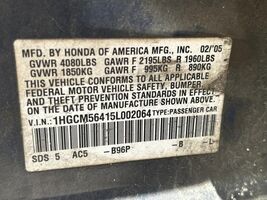 MFD. BY HONDA OF AMERICA MFG., INC. 02/05
GVWR 4080LBS GAWR F 2195LBS R 1960LBS
GVWR 1850KG GAWR F 995KG R 890KG
THIS VEHICLE CONFORMS TO ALL APPLICABLE
FEDERAL MOTOR VEHICLE SAFETY, BUMPER,
AND THEFT PREVENTION STANDARDS IN EFFECT
ON THE DATE OF MANUFACTURE SHOWN ABOVE.
V.I.N.: 1HGCM56415L002064 TYPE: PASSENGER CAR
SDS 5 AC5 -B96P -B -L